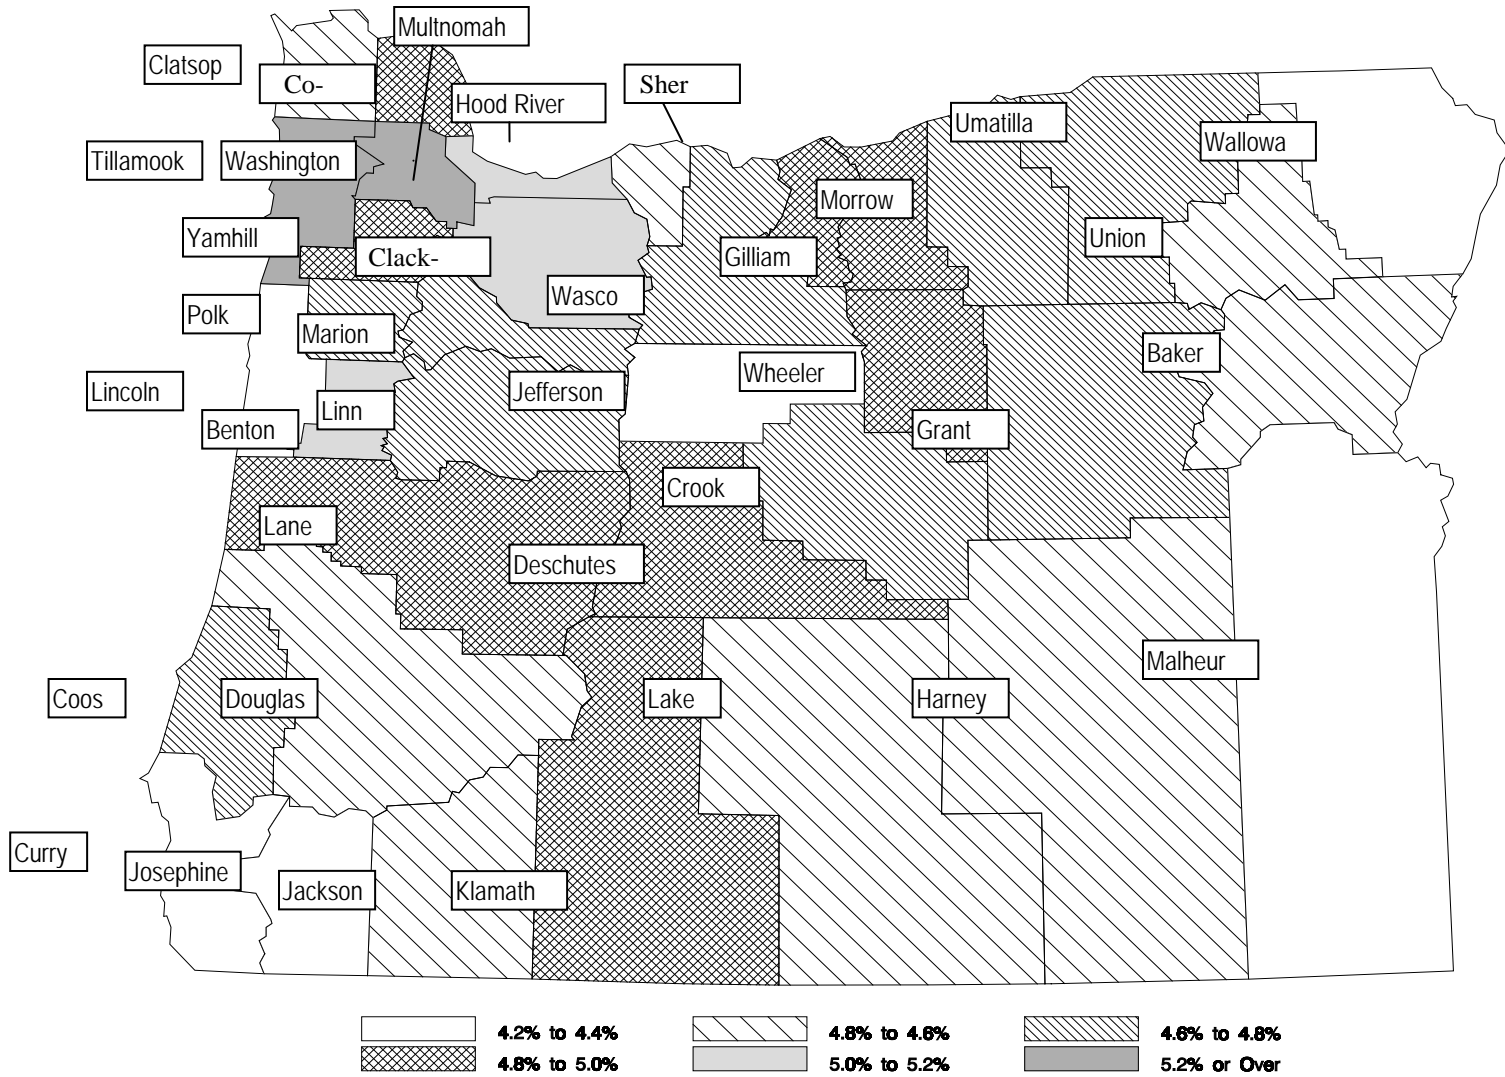 Multnomah
Clatsop
Co-
Sher
Hood River
Umatilla
Wallowa
Tillamook
Washington
Morrow
Yamhill
Clack-
Gilliam
Union
Wasco
Polk
Marion
Baker
Wheeler
Jefferson
Lincoln
Linn
Benton
Grant
Crook
Lane
Deschutes
Malheur
Coos
Douglas
Lake
Harney
Curry
Josephine
Jackson
Klamath
4.2% to 4.4%
4.8% to 4.6%
4.6% to 4.8%
4.8% to 5.0%
5.0% to 5.2%
5.2% or Over